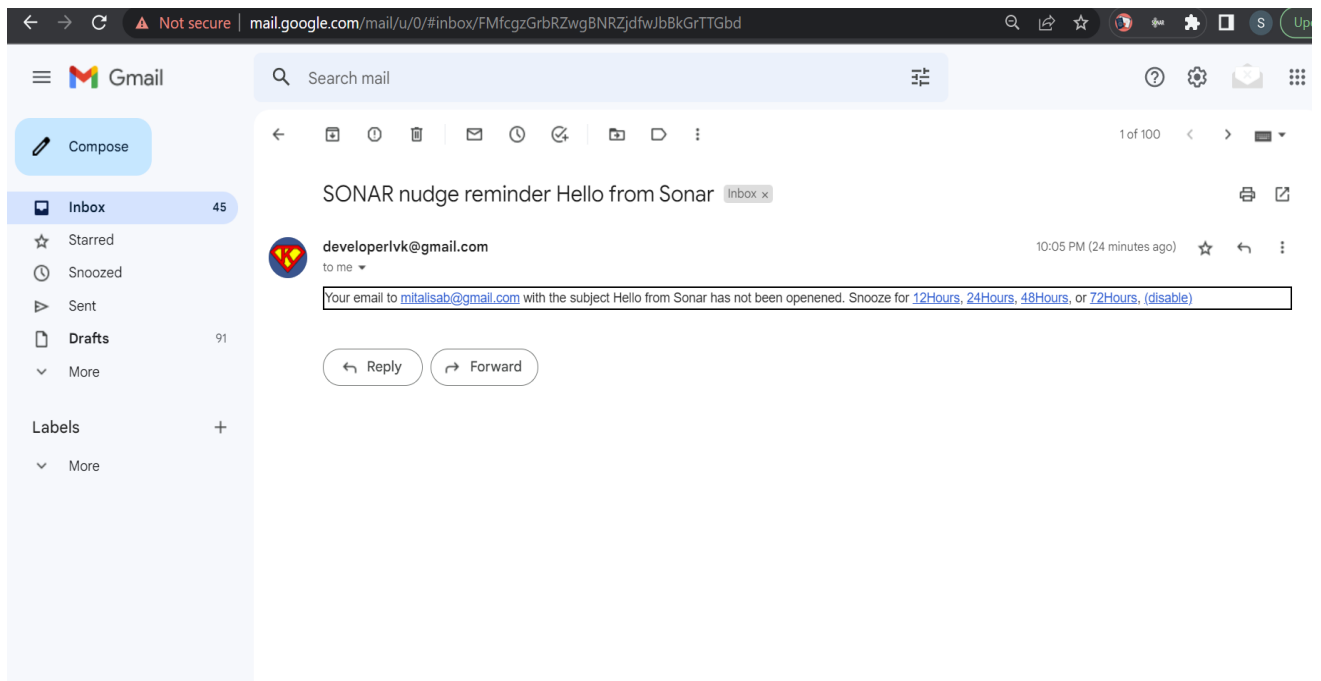 Not secure | mail.google.com/mail/u/0/#inbox/FMfcgzGrbRZwgBNRZjdfwJbBkGrTTGbd S Up
Gmail Search mail
Compose 1 of 100
SONAR nudge reminder Hello from Sonar Inbox x
Inbox 45
Starred
developerlvk@gmail.com 10:05 PM (24 minutes ago)
to me
Snoozed
Your email to mitalisab@gmail.com with the subject Hello from Sonar has not been openened. Snooze for 12Hours, 24Hours, 48Hours, or 72Hours, (disable)
Sent
Drafts 91
More
Reply Forward
Labels +
More